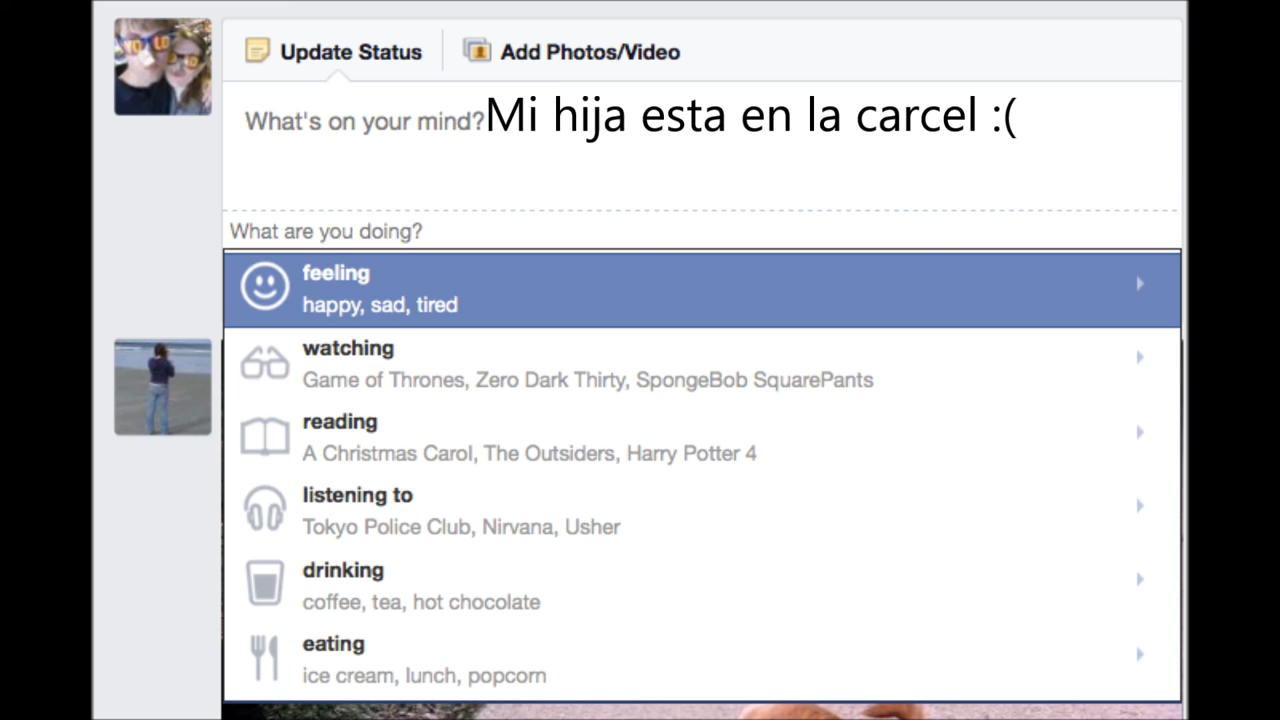 Update Status
Add Photos/Video
What's on your mind?Mi hija esta en la carcel :(
What are you doing?
feeling
happy, sad, tired
watching
Game of Thrones, Zero Dark Thirty, SpongeBob SquarePants
reading
A Christmas Carol, The Outsiders, Harry Potter 4
listening to
Tokyo Police Club, Nirvana, Usher
drinking
coffee, tea, hot chocolate
eating
ice cream, lunch, popcorn